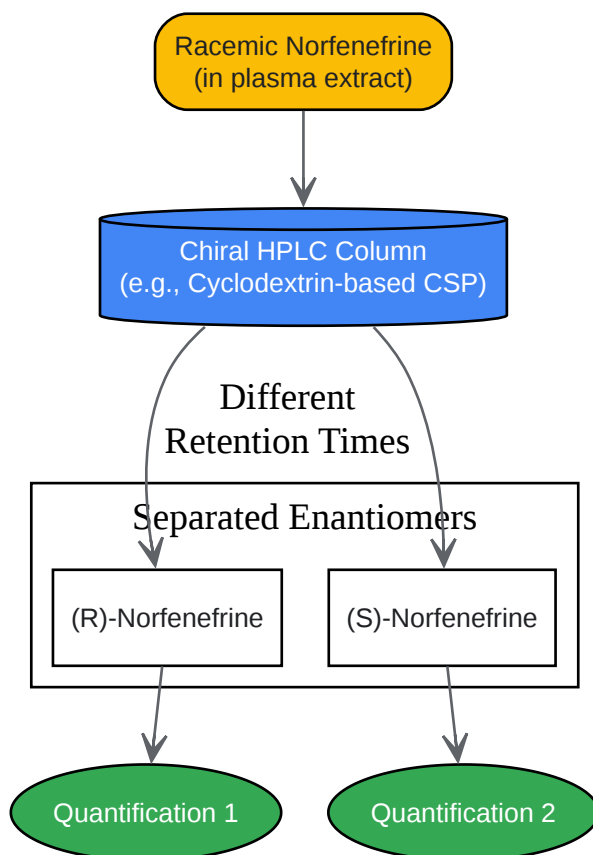 Racemic Norfenefrine
(in plasma extract)
Chiral HPLC Column
(e.g., Cyclodextrin-based CSP)
Different
Retention Times
Separated Enantiomers
(R)-Norfenefrine
(S)-Norfenefrine
Quantification 1
Quantification 2